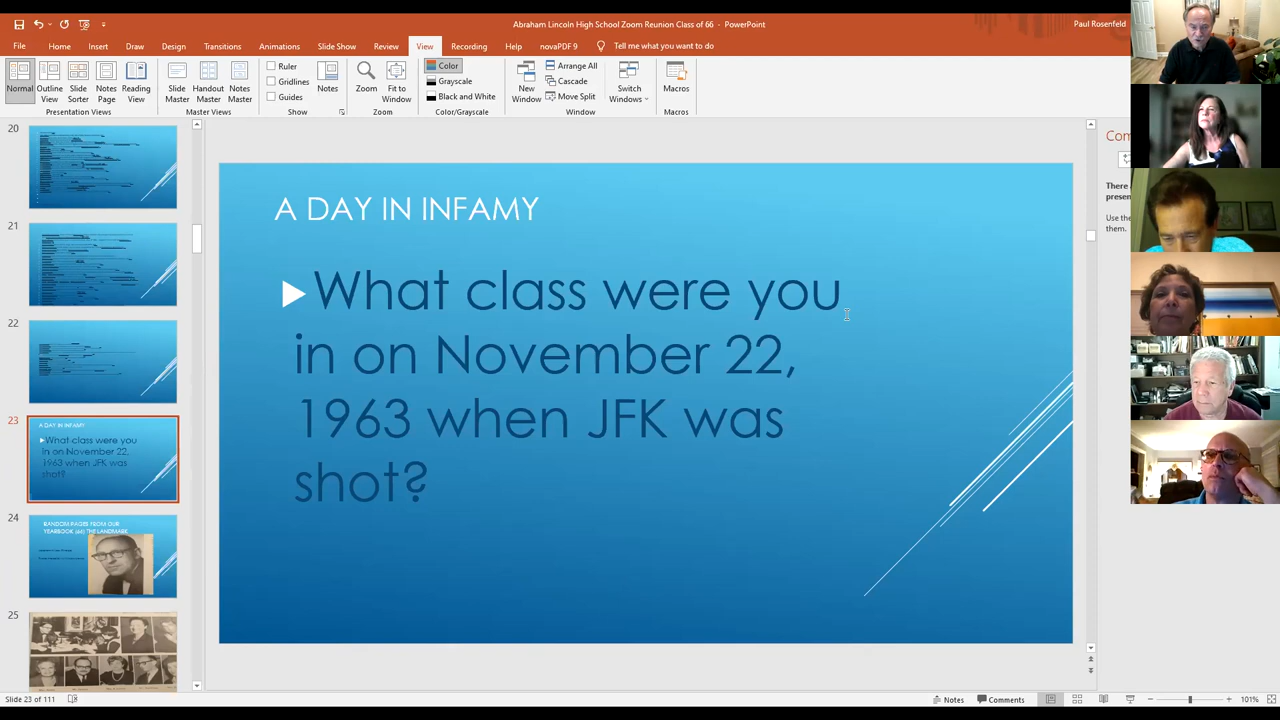 Abraham Lincoln High School Zoom Reunion Class of 66 - PowerPoint
Paul Rosenfeld
File Home Insert Draw Design Transitions Animations Slide Show Review View Recording Help novaPDF 9 Tell me what you want to do
Normal
Outline View
Slide Sorter
Notes Page
Reading View
Presentation Views
Slide Master
Handout Master
Notes Master
Master Views
Ruler
Gridlines
Guides
Show
Notes
Zoom
Fit to Window
Zoom
Color
Grayscale
Black and White
Color/Grayscale
New Window
Arrange All
Cascade
Move Split
Switch Windows
Window
Macros
Macros
20
21
22
23
A DAY IN INFAMY
What class were you
in on November 22,
1963 when JFK was
shot?
24
RANDOM PAGES FROM OUR
YEARBOOK (66) THE LANDMARK
25
A DAY IN INFAMY
What class were you
in on November 22,
1963 when JFK was
shot?
Com
There
presen
Use the
them.
Slide 23 of 111
Notes
Comments
101%